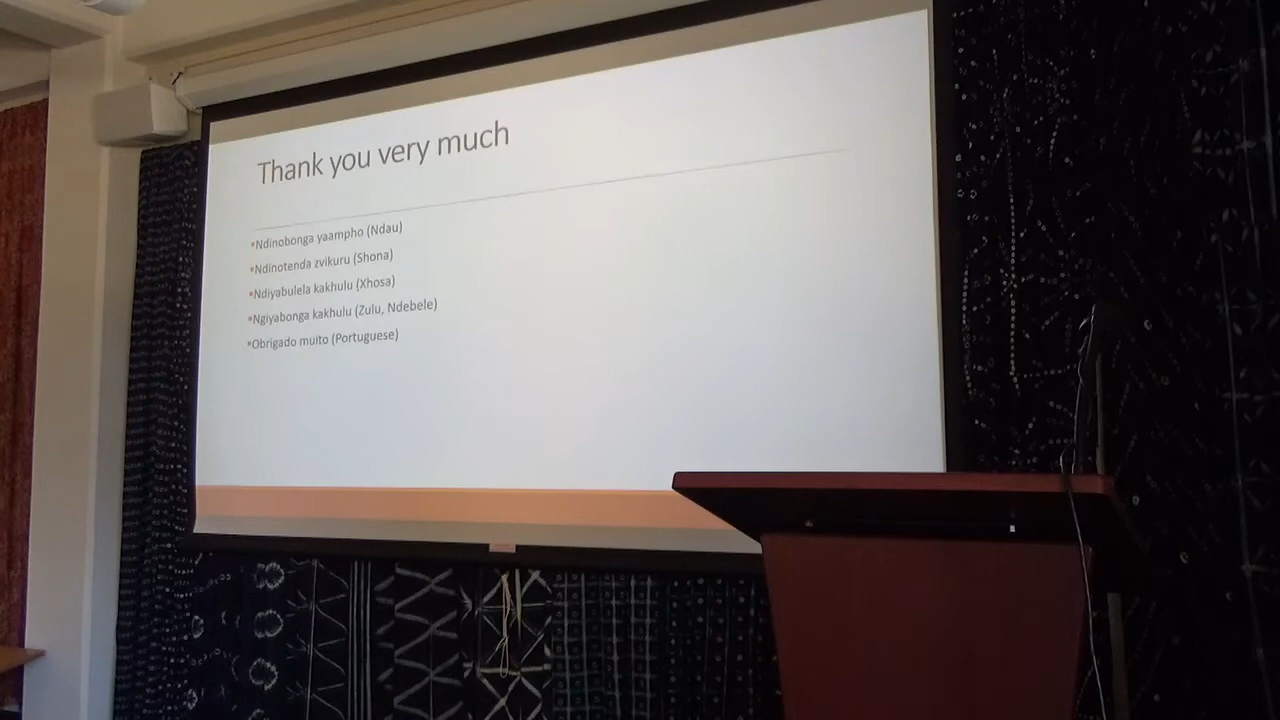 Thank you very much
▪Ndinobonga yaampho (Ndau)
▪Ndinotenda zvikuru (Shona)
▪Ndiyabulela kakhulu (Xhosa)
▪Ngiyabonga kakhulu (Zulu, Ndebele)
▪Obrigado muito (Portuguese)